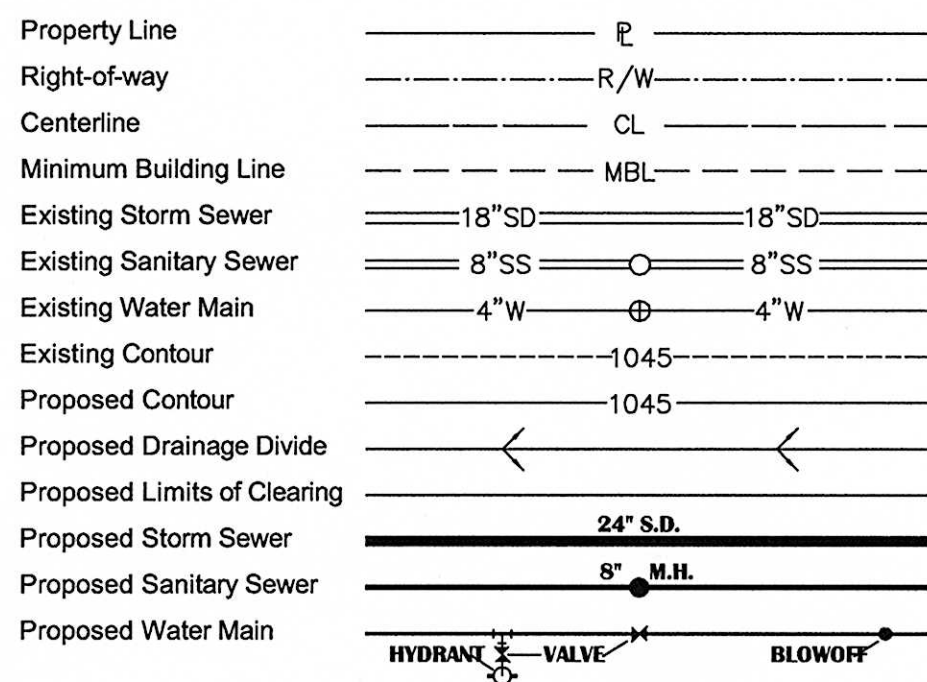 Property Line ℙL
Right-of-way R/W
Centerline CL
Minimum Building Line MBL
Existing Storm Sewer 18"SD 18"SD
Existing Sanitary Sewer 8"SS 8"SS
Existing Water Main 4"W 4"W
Existing Contour 1045
Proposed Contour 1045
Proposed Drainage Divide
Proposed Limits of Clearing
Proposed Storm Sewer 24" S.D.
Proposed Sanitary Sewer 8" M.H.
Proposed Water Main
HYDRANT VALVE BLOWOFF